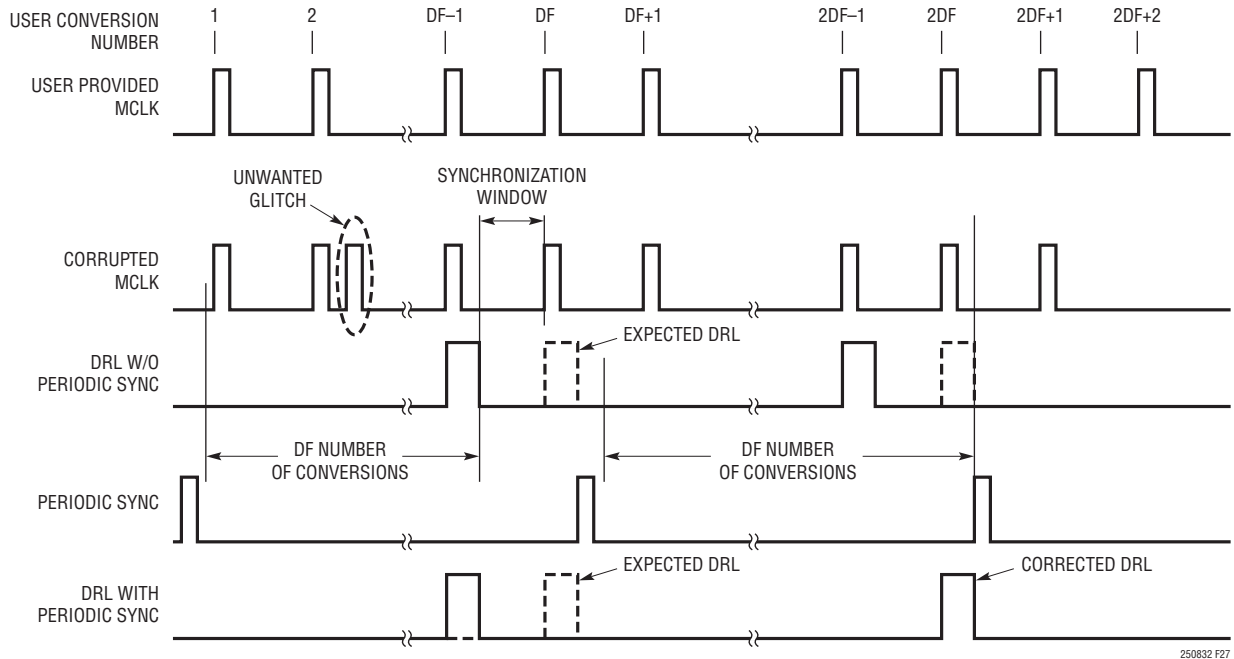 USER CONVERSION
NUMBER
1
2
DF–1
DF
DF+1
2DF–1
2DF
2DF+1
2DF+2
USER PROVIDED
MCLK
UNWANTED
GLITCH
SYNCHRONIZATION
WINDOW
CORRUPTED
MCLK
EXPECTED DRL
DRL W/O
PERIODIC SYNC
DF NUMBER
OF CONVERSIONS
DF NUMBER
OF CONVERSIONS
PERIODIC SYNC
EXPECTED DRL
CORRECTED DRL
DRL WITH
PERIODIC SYNC
250832 F27